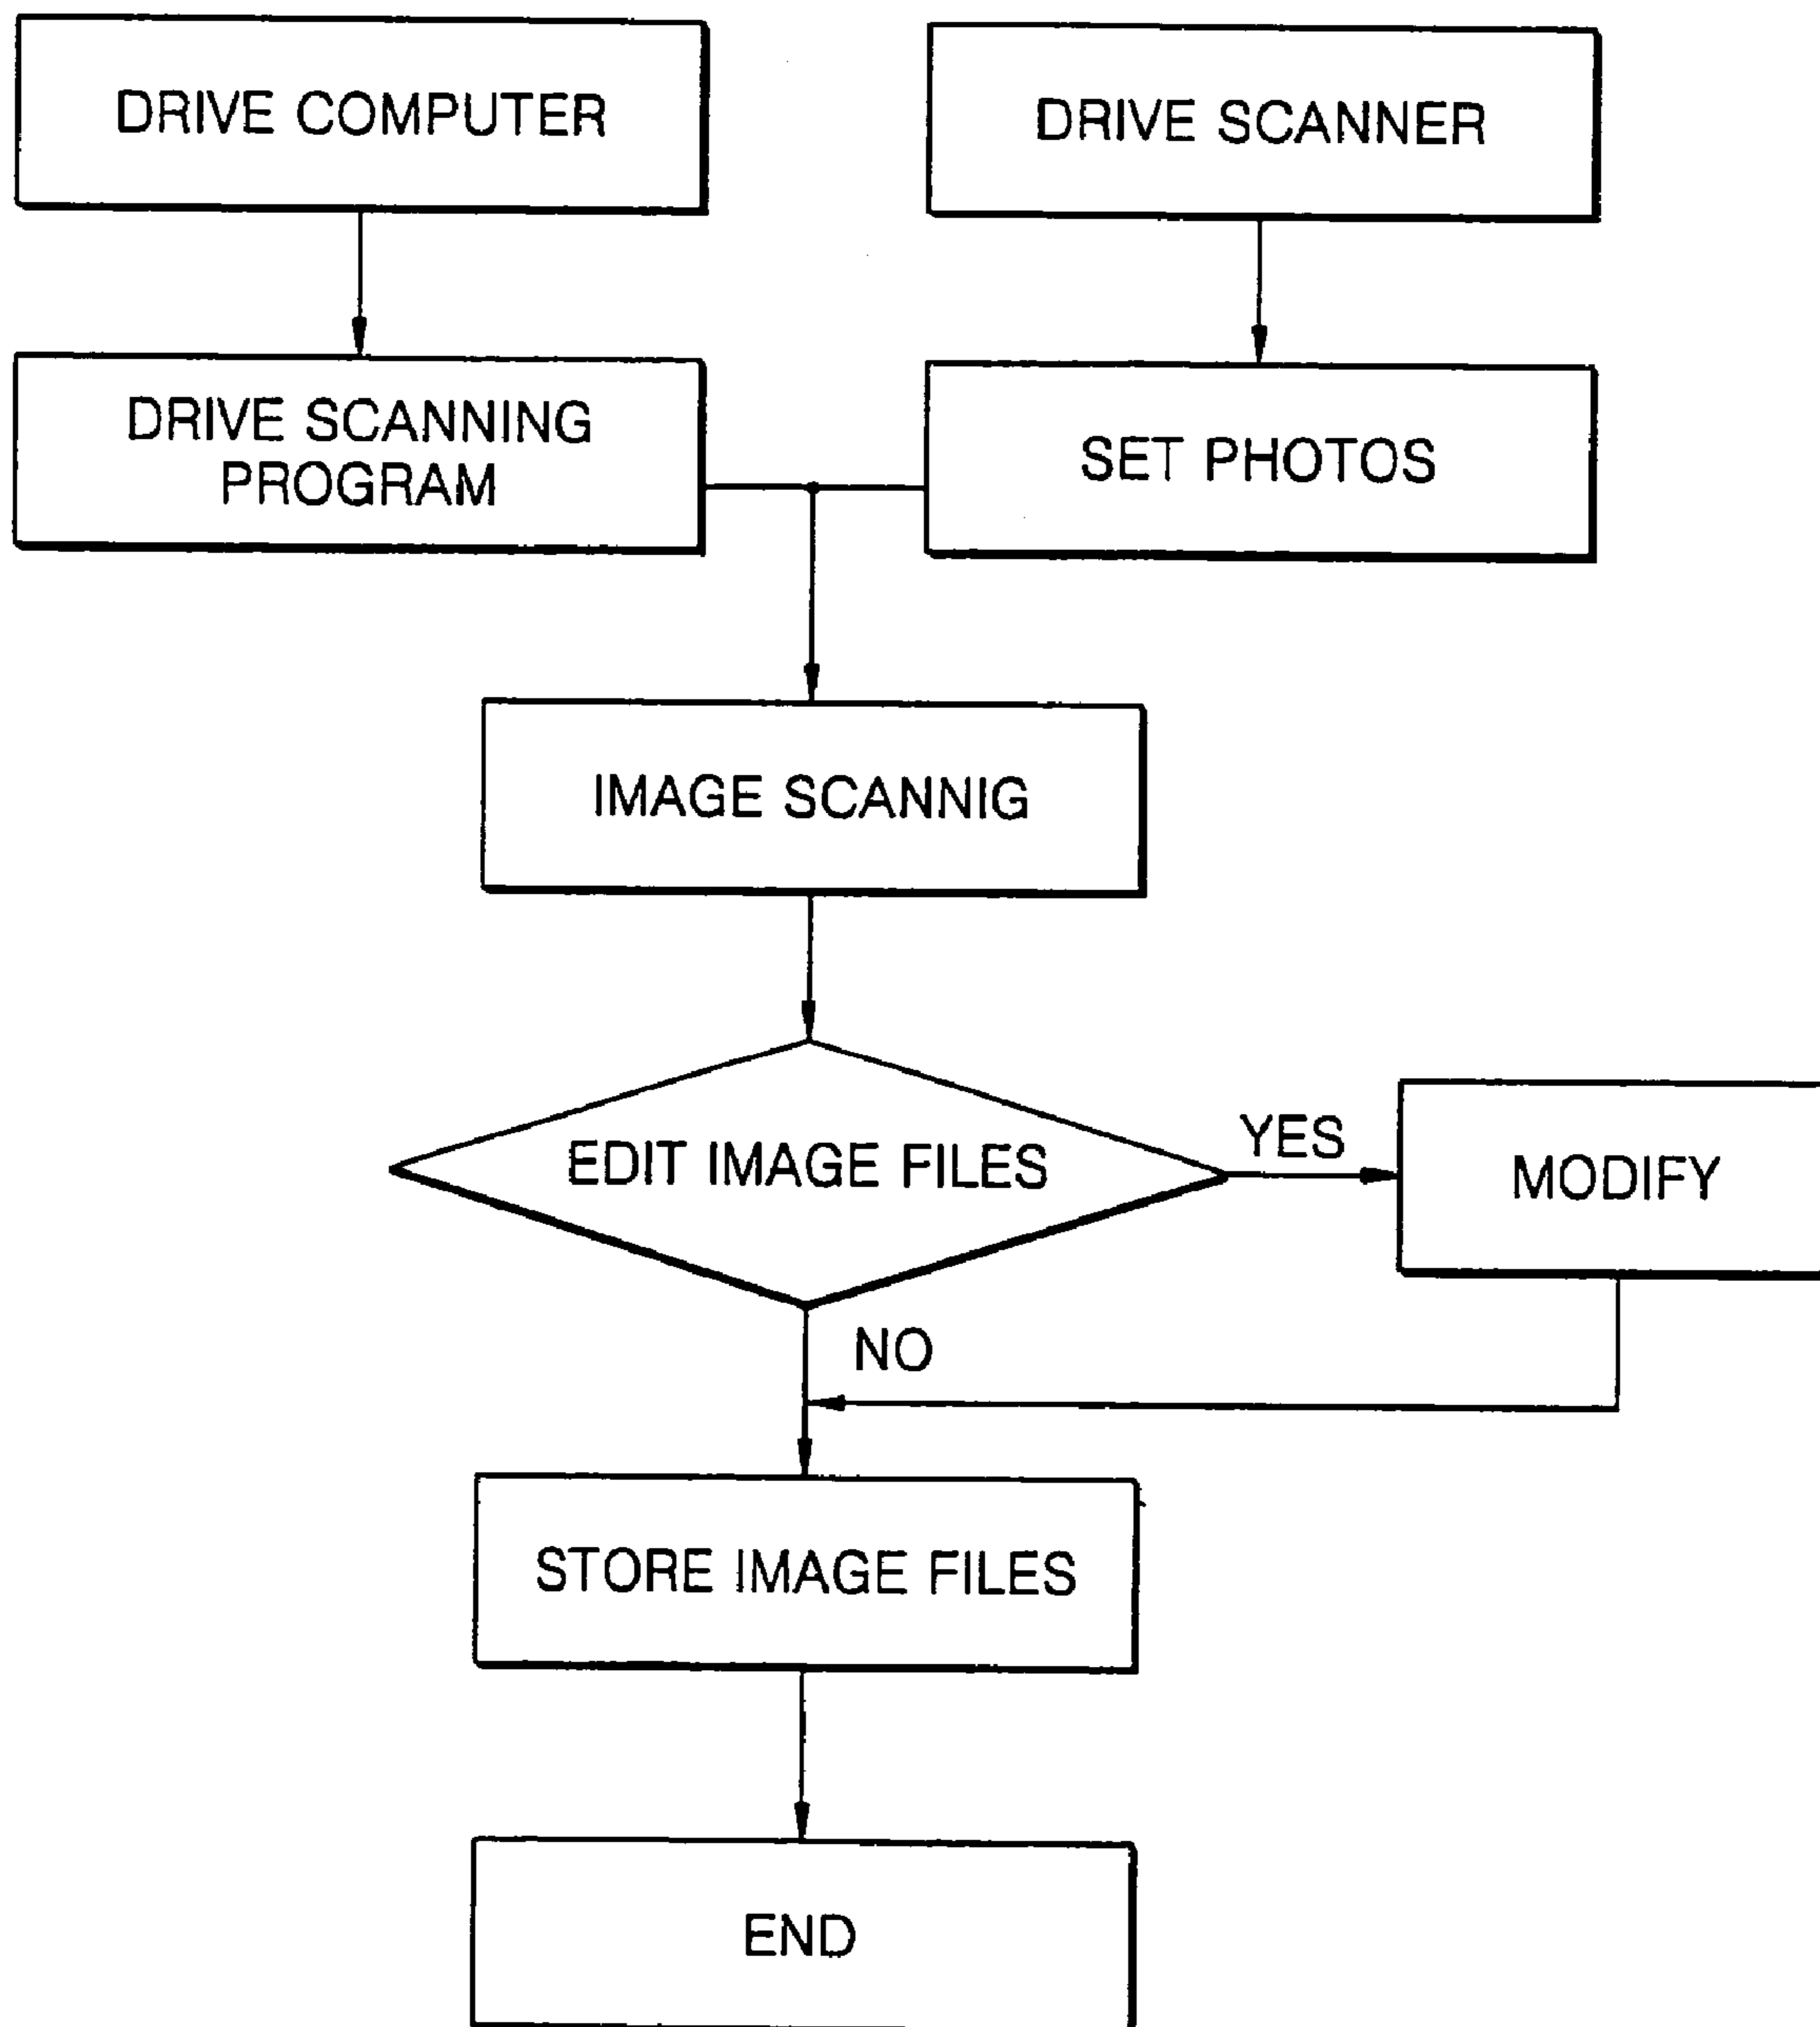 DRIVE COMPUTER
DRIVE SCANNER
DRIVE SCANNING
PROGRAM
SET PHOTOS
IMAGE SCANNIG
EDIT IMAGE FILES
YES
MODIFY
NO
STORE IMAGE FILES
END